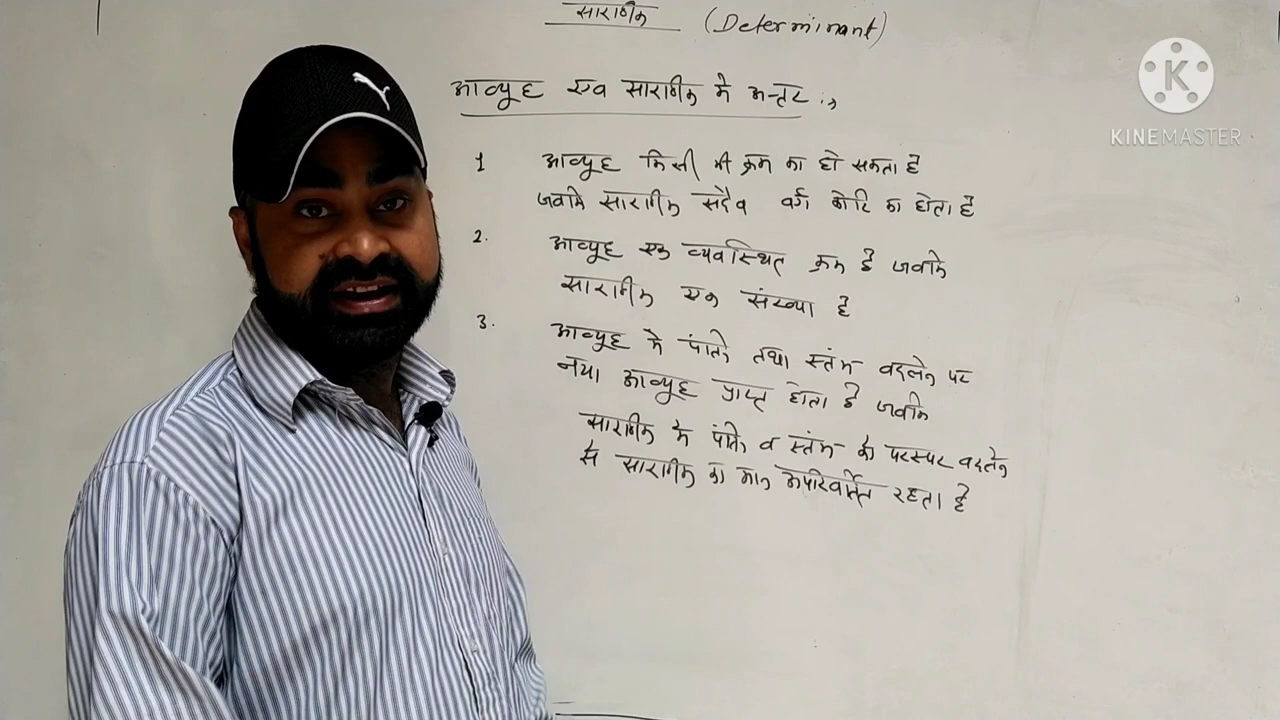 सारणिक (Determinant)
आव्यूह एव सारणिक मे अन्तर :→
1 आव्यूह किसी भी क्रम का हो सकता है
जबकि सारणिक सदैव वर्ग कोटि का होता है
2. आव्यूह एक व्यवस्थित क्रम है जबकि
सारणिक एक संख्या है
3. आव्यूह मे पंक्ति तथा स्तंभ बदलने पर
नया आव्यूह प्राप्त होता है जबकि
सारणिक मे पंक्ति व स्तंभ को परस्पर बदलने
से सारणिक का मान अपरिवर्तित रहता है
K
KINEMASTER